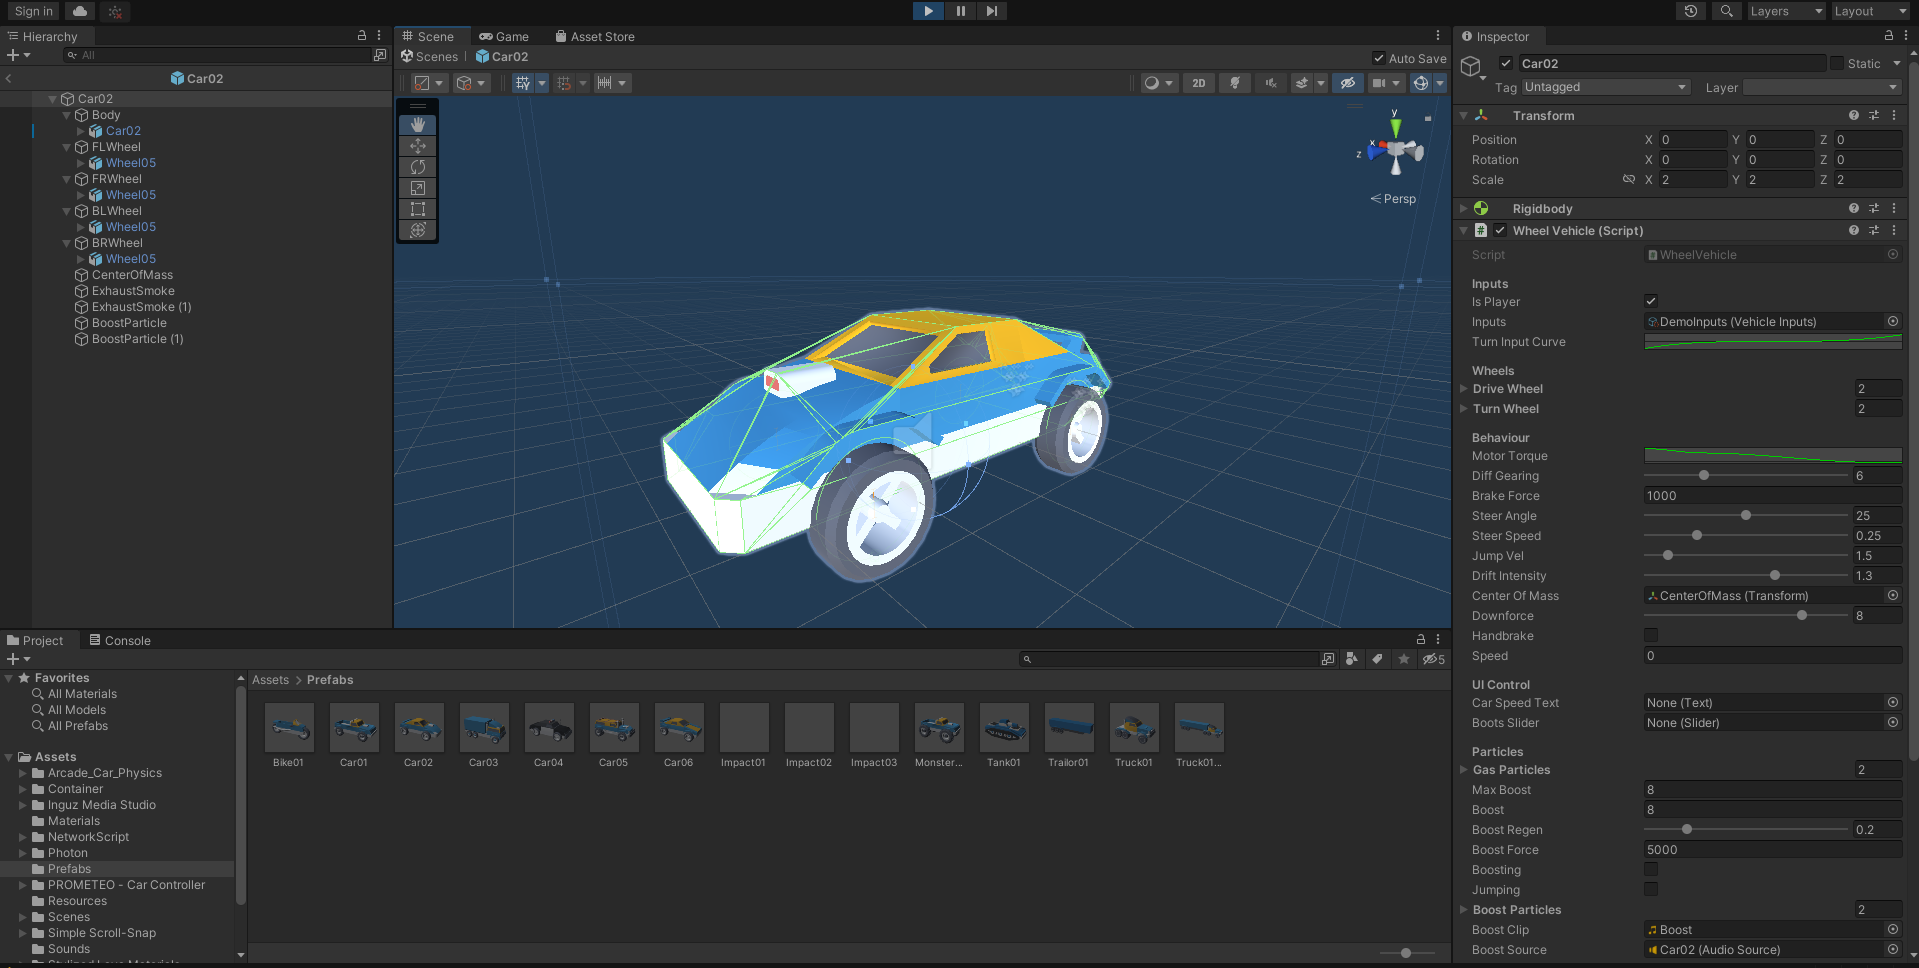 Sign in
Layers
Layout
Hierarchy
All
Car02
Car02
Body
Car02
FLWheel
Wheel05
FRWheel
Wheel05
BLWheel
Wheel05
BRWheel
Wheel05
CenterOfMass
ExhaustSmoke
ExhaustSmoke (1)
BoostParticle
BoostParticle (1)
Scene
Game
Asset Store
Scenes
Car02
Auto Save
2D
y
x
z
Persp
Inspector
Car02
Static
Tag Untagged
Layer
Transform
Position X 0 Y 0 Z 0
Rotation X 0 Y 0 Z 0
Scale X 2 Y 2 Z 2
Rigidbody
# Wheel Vehicle (Script)
Script WheelVehicle
Inputs
Is Player
Inputs DemoInputs (Vehicle Inputs)
Turn Input Curve
Wheels
Drive Wheel 2
Turn Wheel 2
Behaviour
Motor Torque
Diff Gearing 6
Brake Force 1000
Steer Angle 25
Steer Speed 0.25
Jump Vel 1.5
Drift Intensity 1.3
Center Of Mass CenterOfMass (Transform)
Downforce 8
Handbrake
Speed 0
UI Control
Car Speed Text None (Text)
Boots Slider None (Slider)
Particles
Gas Particles 2
Max Boost 8
Boost 8
Boost Regen 0.2
Boost Force 5000
Boosting
Jumping
Boost Particles 2
Boost Clip Boost
Boost Source Car02 (Audio Source)
Project
Console
5
Favorites
All Materials
All Models
All Prefabs
Assets
Arcade_Car_Physics
Container
Inguz Media Studio
Materials
NetworkScript
Photon
Prefabs
PROMETEO - Car Controller
Resources
Scenes
Simple Scroll-Snap
Sounds
Assets > Prefabs
Bike01
Car01
Car02
Car03
Car04
Car05
Car06
Impact01
Impact02
Impact03
Monster...
Tank01
Trailor01
Truck01
Truck01...